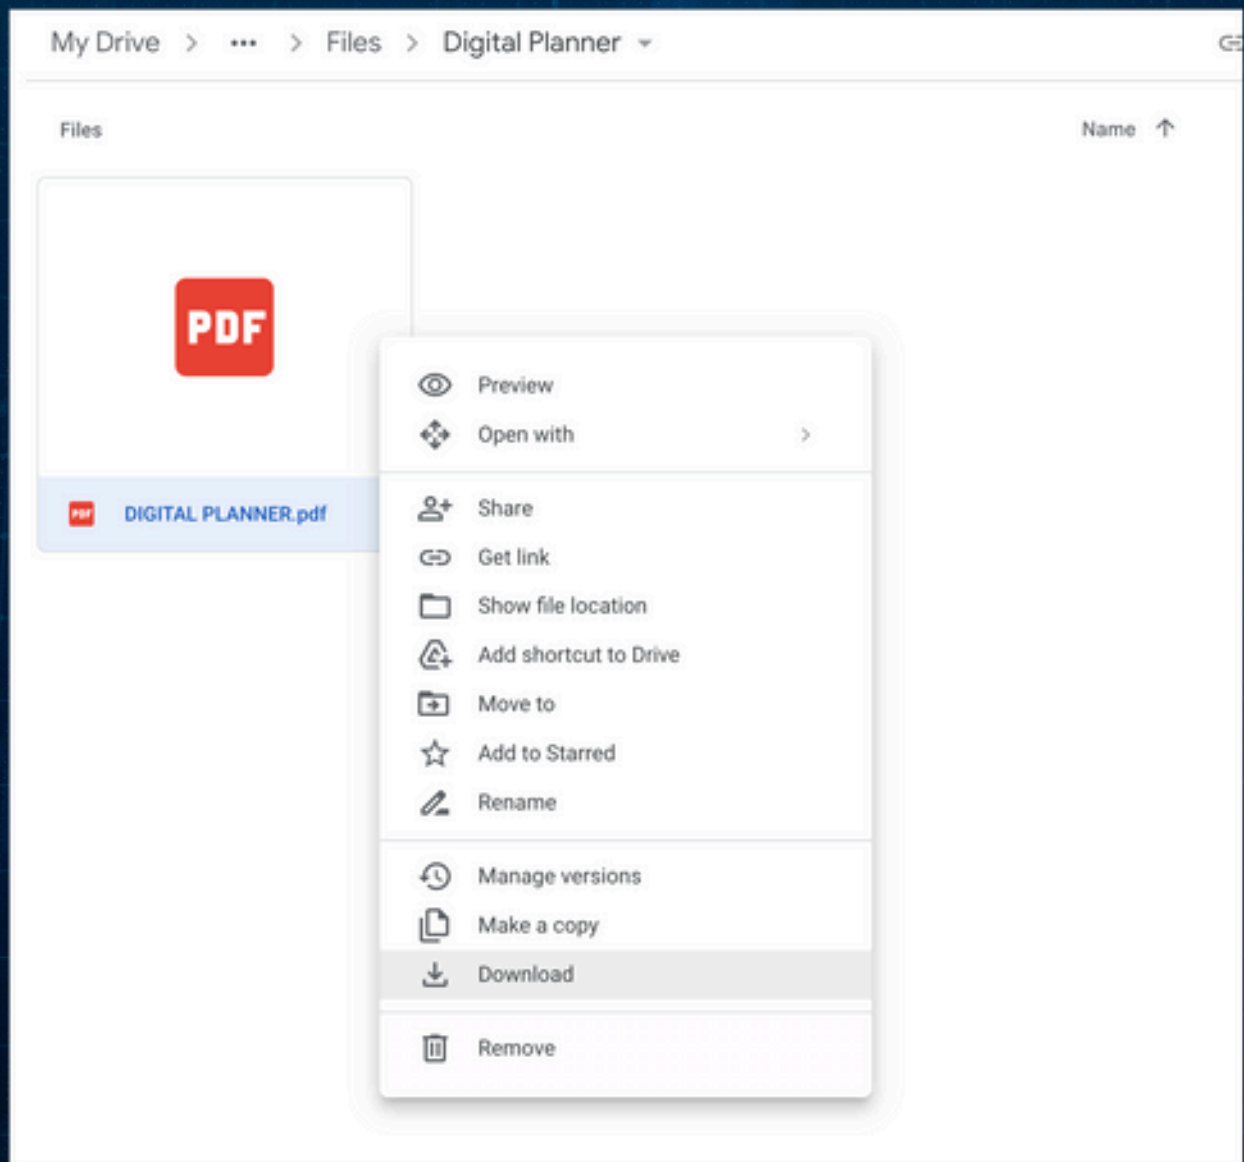 My Drive > ••• > Files > Digital Planner
Files Name
PDF
PDF DIGITAL PLANNER.pdf
Preview
Open with
Share
Get link
Show file location
Add shortcut to Drive
Move to
Add to Starred
Rename
Manage versions
Make a copy
Download
Remove